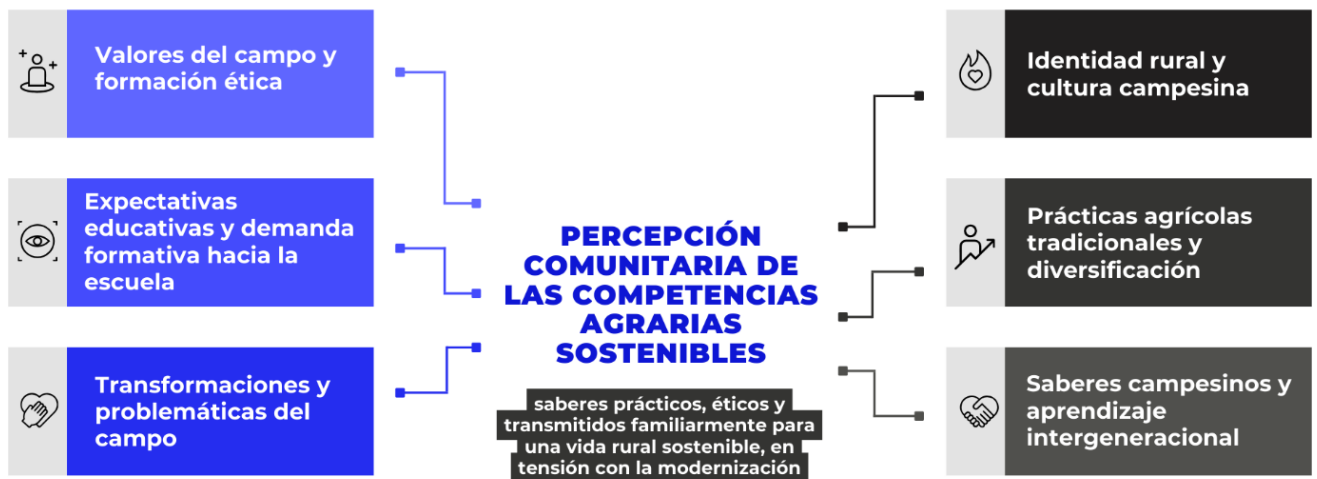 Valores del campo y
formación ética
Expectativas
educativas y demanda
formativa hacia la
escuela
Transformaciones y
problemáticas del
campo
PERCEPCIÓN
COMUNITARIA DE
LAS COMPETENCIAS
AGRARIAS
SOSTENIBLES
saberes prácticos, éticos y
transmitidos familiarmente para
una vida rural sostenible, en
tensión con la modernización
Identidad rural y
cultura campesina
Prácticas agrícolas
tradicionales y
diversificación
Saberes campesinos y
aprendizaje
intergeneracional